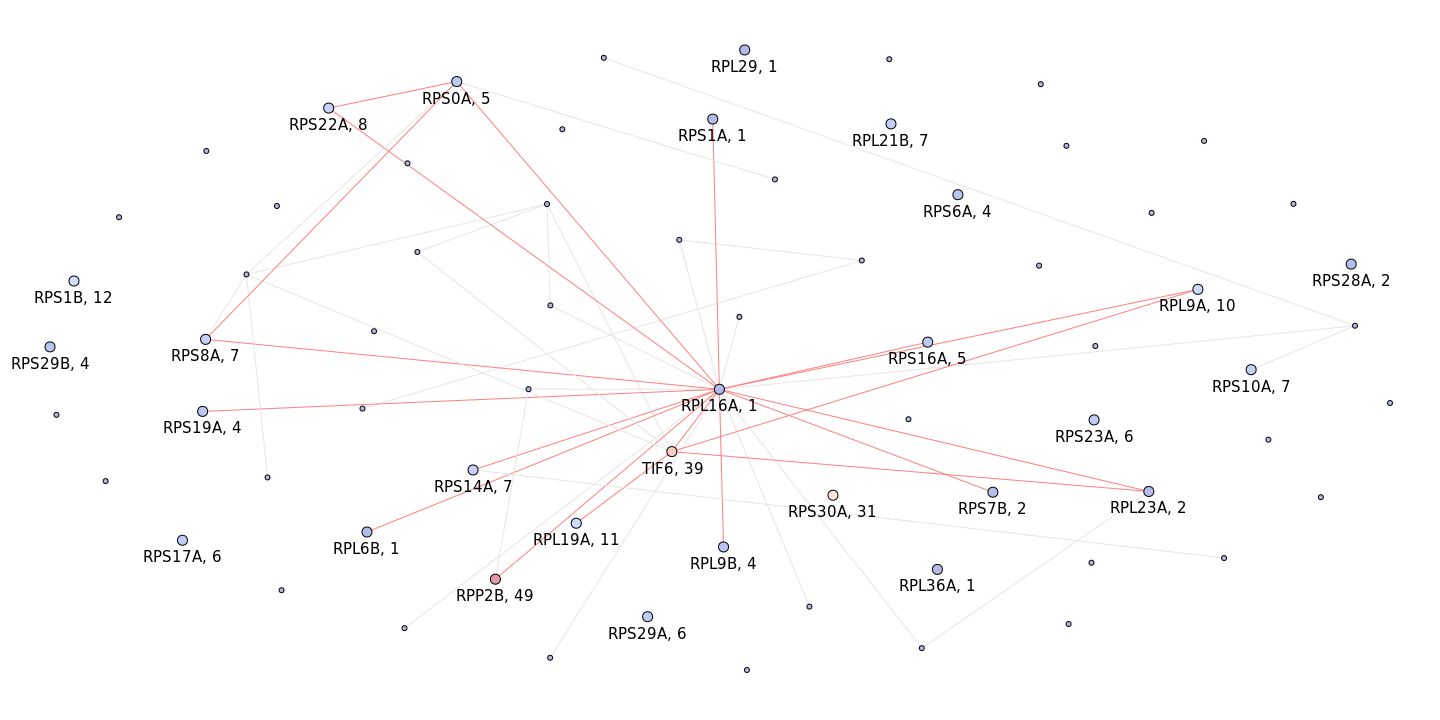 RPL29, 1
RPS0A, 5
RPS22A, 8
RPS1A, 1
RPL21B, 7
RPS6A, 4
RPS28A, 2
RPS1B, 12
RPL9A, 10
RPS8A, 7
RPS16A, 5
RPS29B, 4
RPS10A, 7
RPL16A, 1
RPS19A, 4
RPS23A, 6
TIF6, 39
RPS14A, 7
RPS30A, 31
RPS7B, 2
RPL23A, 2
RPL19A, 11
RPL6B, 1
RPS17A, 6
RPL9B, 4
RPL36A, 1
RPP2B, 49
RPS29A, 6